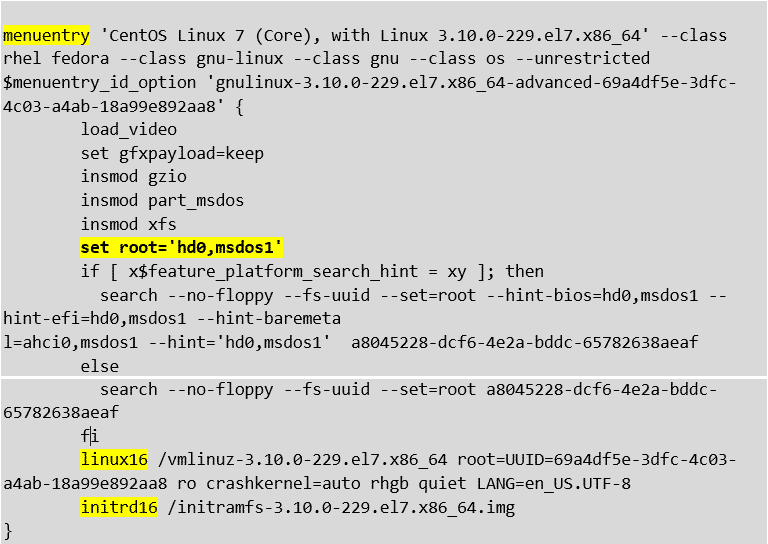 menuentry 'CentOS Linux 7 (Core), with Linux 3.10.0-229.el7.x86_64' --class
rhel fedora --class gnu-linux --class gnu --class os --unrestricted
$menuentry_id_option 'gnulinux-3.10.0-229.el7.x86_64-advanced-69a4df5e-3dfc-
4c03-a4ab-18a99e892aa8' {
load_video
set gfxpayload=keep
insmod gzio
insmod part_msdos
insmod xfs
set root='hd0,msdos1'
if [ x$feature_platform_search_hint = xy ]; then
search --no-floppy --fs-uuid --set=root --hint-bios=hd0,msdos1 --
hint-efi=hd0,msdos1 --hint-baremeta
l=ahci0,msdos1 --hint='hd0,msdos1'  a8045228-dcf6-4e2a-bddc-65782638aeaf
else
search --no-floppy --fs-uuid --set=root a8045228-dcf6-4e2a-bddc-
65782638aeaf
fi
linux16 /vmlinuz-3.10.0-229.el7.x86_64 root=UUID=69a4df5e-3dfc-4c03-
a4ab-18a99e892aa8 ro crashkernel=auto rhgb quiet LANG=en_US.UTF-8
initrd16 /initramfs-3.10.0-229.el7.x86_64.img
}